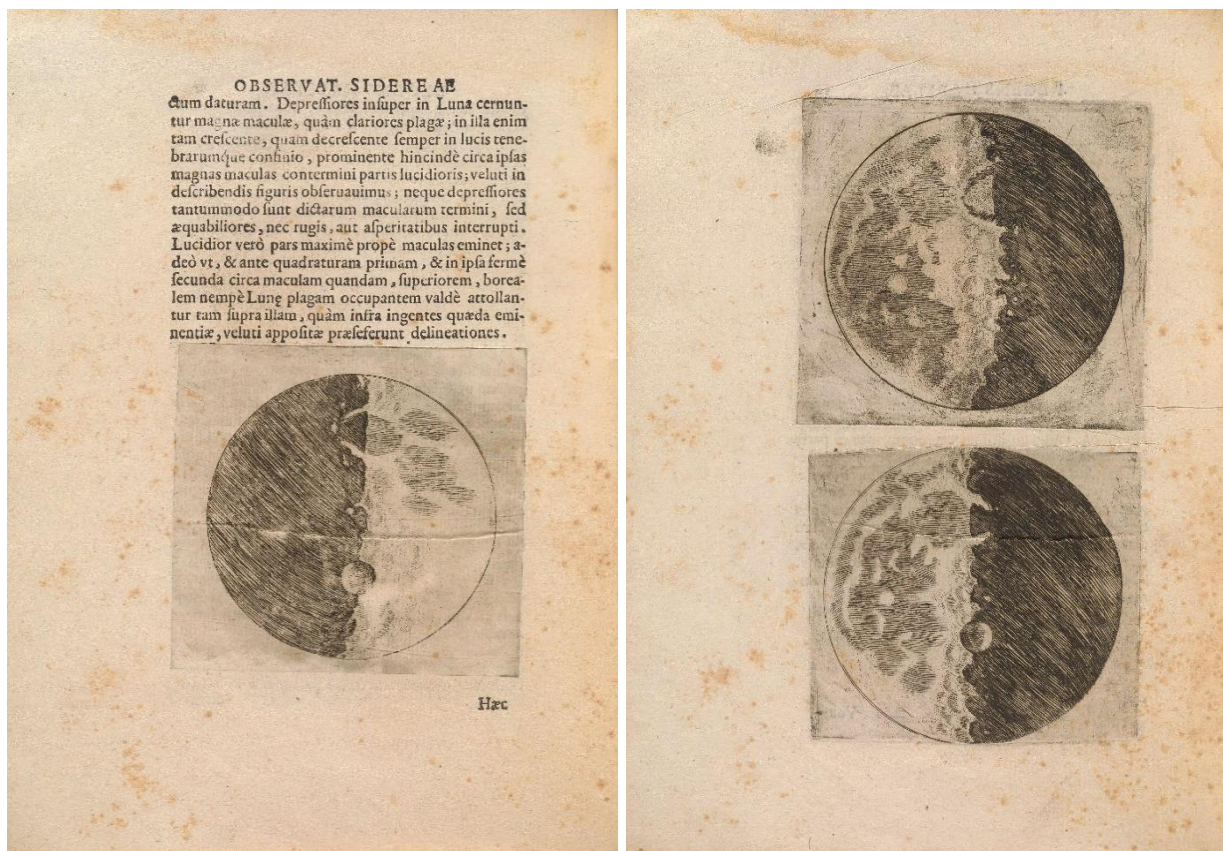 OBSERVAT. SIDEREAE
ctum daturam. Depreſſiores inſuper in Luna cernun-
tur magnæ maculæ, quàm clariores plagæ; in illa enim
tam creſcente, quam decreſcente ſemper in lucis tene-
brarumque confinio, prominente hincindè circa ipſas
magnas maculas contermini partis lucidioris; veluti in
deſcribendis figuris obſeruauimus; neque depreſſiores
tantummodo ſunt dictarum macularum termini, ſed
æquabiliores, nec rugis, aut aſperitatibus interrupti.
Lucidior verò pars maximè propè maculas eminet; a-
deò vt, & ante quadraturam primam, & in ipſa fermè
ſecunda circa maculam quandam, ſuperiorem, borea-
lem nempè Lunę plagam occupantem valdè attollan-
tur tam ſupra illam, quàm infra ingentes quæda emi-
nentiæ, veluti appoſitæ præſeferunt delineationes.
Hæc